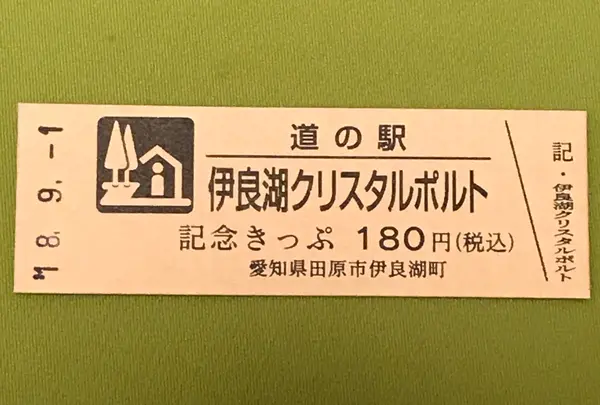 18.9.-1
道の駅
伊良湖クリスタルポルト
記念きっぷ 180円(税込)
愛知県田原市伊良湖町
記・伊良湖クリスタルポルト